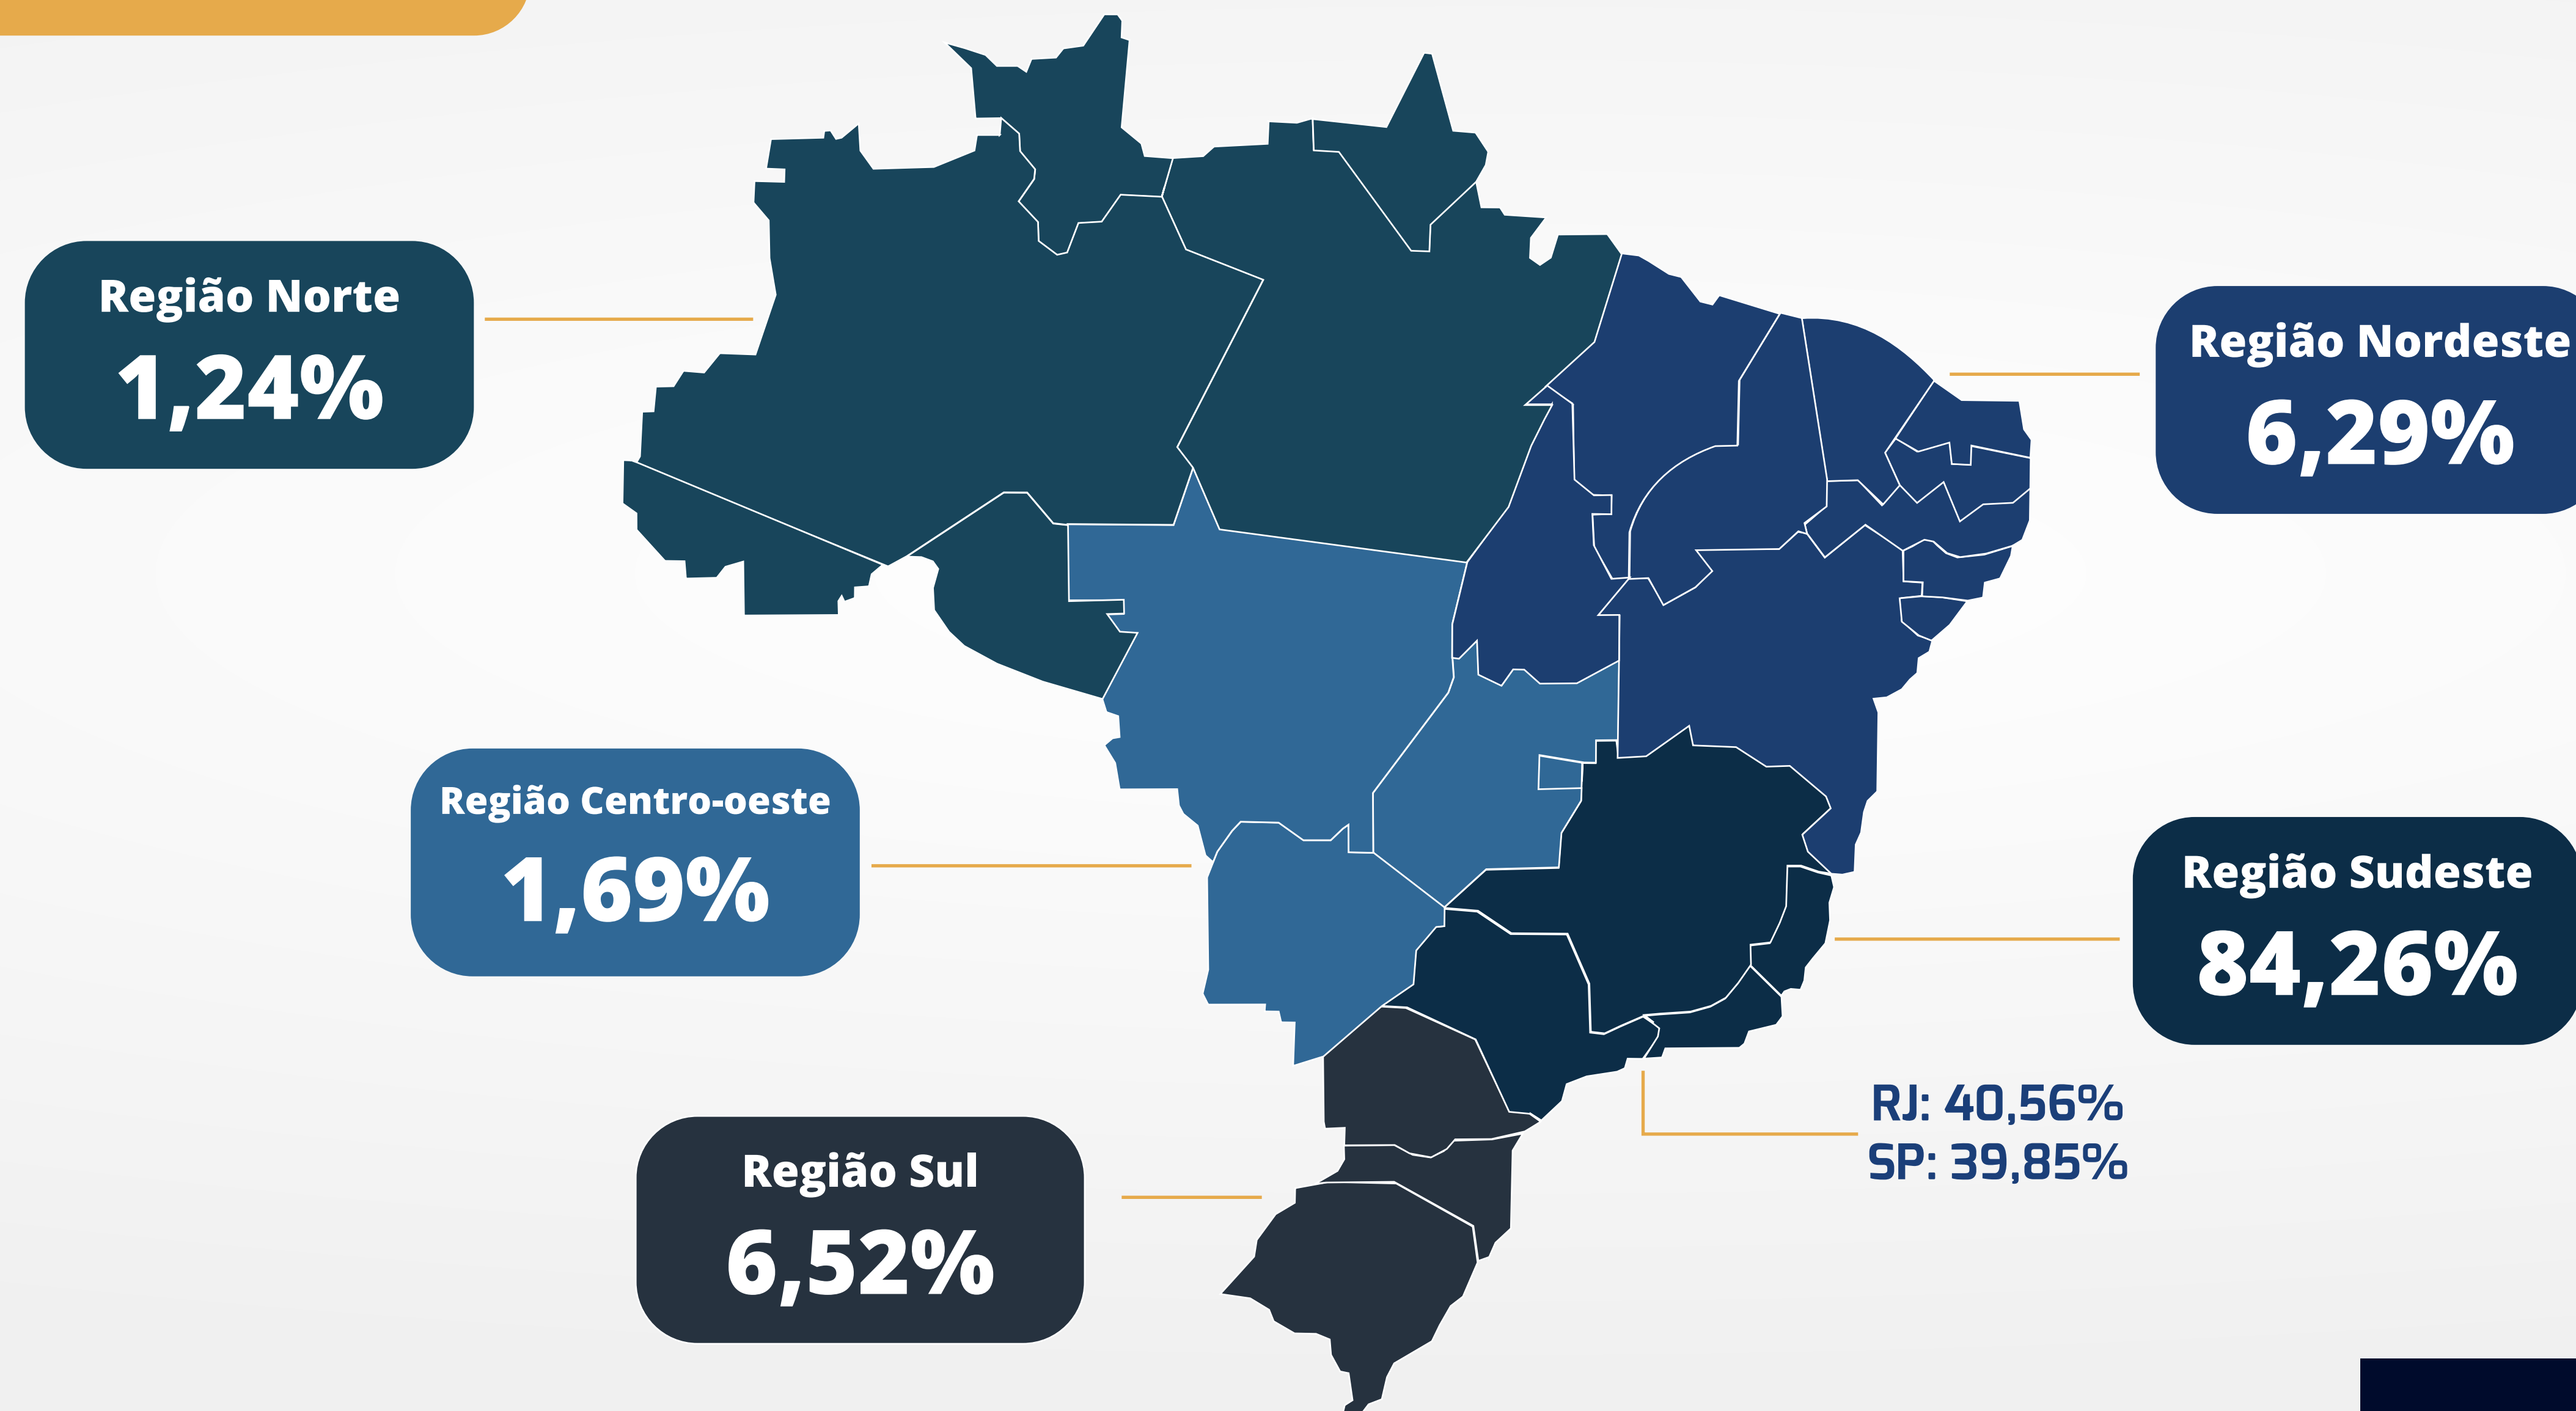 Região Norte
1,24%
Região Nordeste
6,29%
Região Centro-oeste
1,69%
Região Sudeste
84,26%
RJ: 40,56%
SP: 39,85%
Região Sul
6,52%